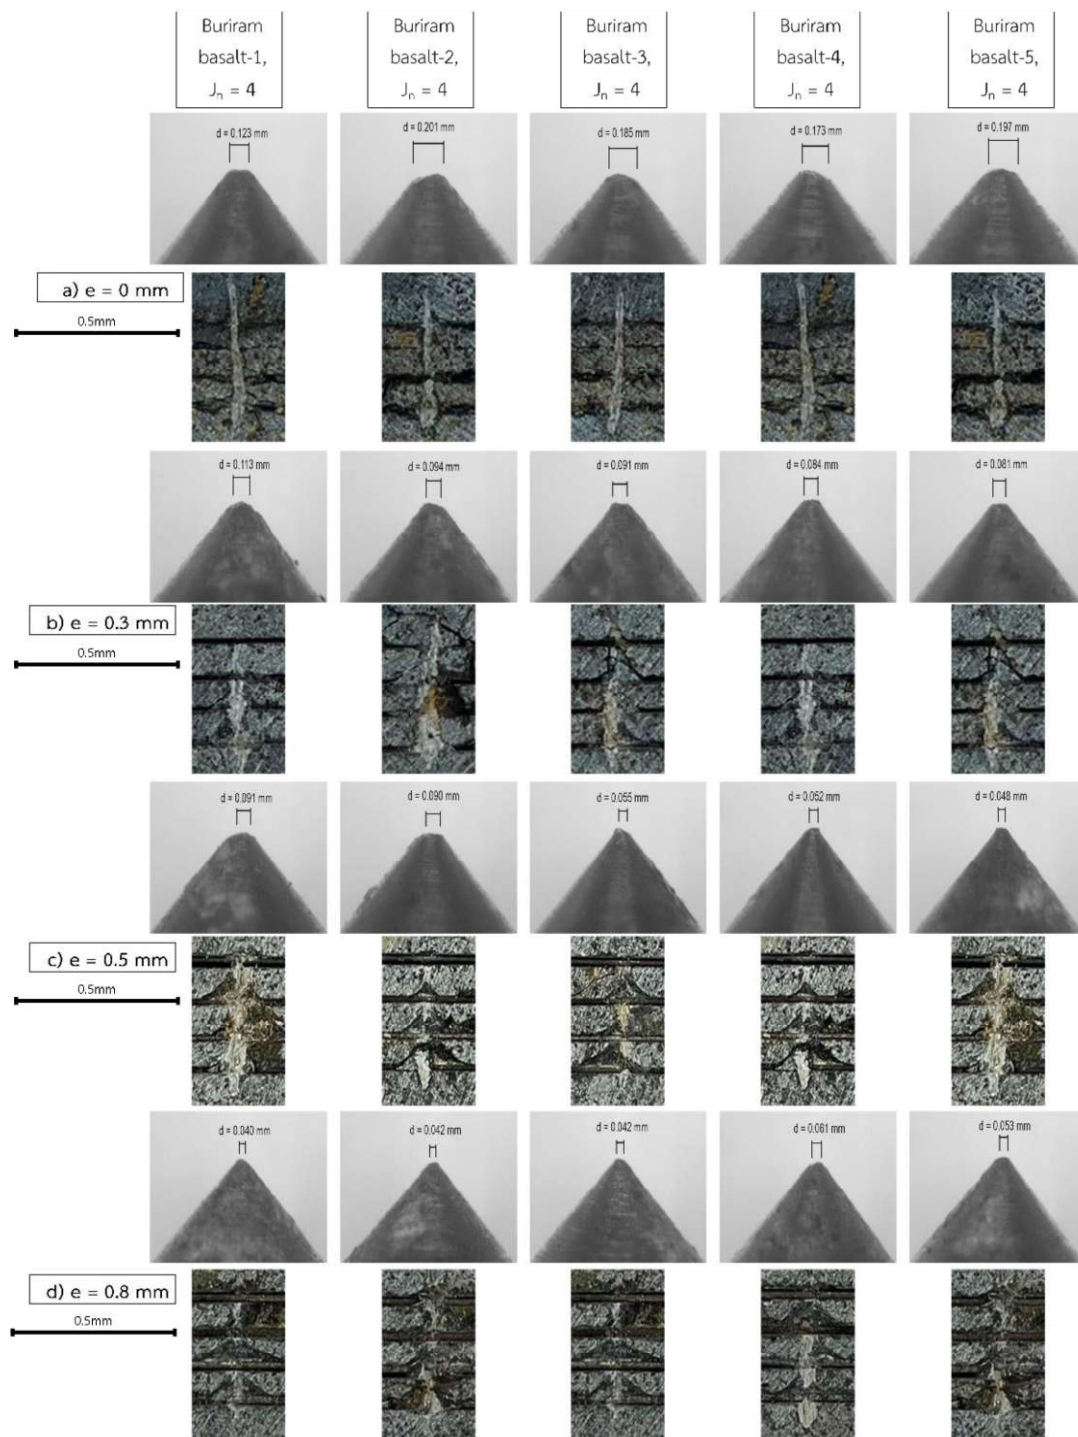 Buriram
basalt-1,
Jn = 4
Buriram
basalt-2,
Jn = 4
Buriram
basalt-3,
Jn = 4
Buriram
basalt-4,
Jn = 4
Buriram
basalt-5,
Jn = 4
d = 0.123 mm
d = 0.201 mm
d = 0.185 mm
d = 0.173 mm
d = 0.197 mm
a) e = 0 mm
0.5mm
d = 0.113 mm
d = 0.094 mm
d = 0.091 mm
d = 0.084 mm
d = 0.081 mm
b) e = 0.3 mm
0.5mm
d = 0.091 mm
d = 0.090 mm
d = 0.055 mm
d = 0.052 mm
d = 0.048 mm
c) e = 0.5 mm
0.5mm
d = 0.040 mm
d = 0.042 mm
d = 0.042 mm
d = 0.061 mm
d = 0.053 mm
d) e = 0.8 mm
0.5mm